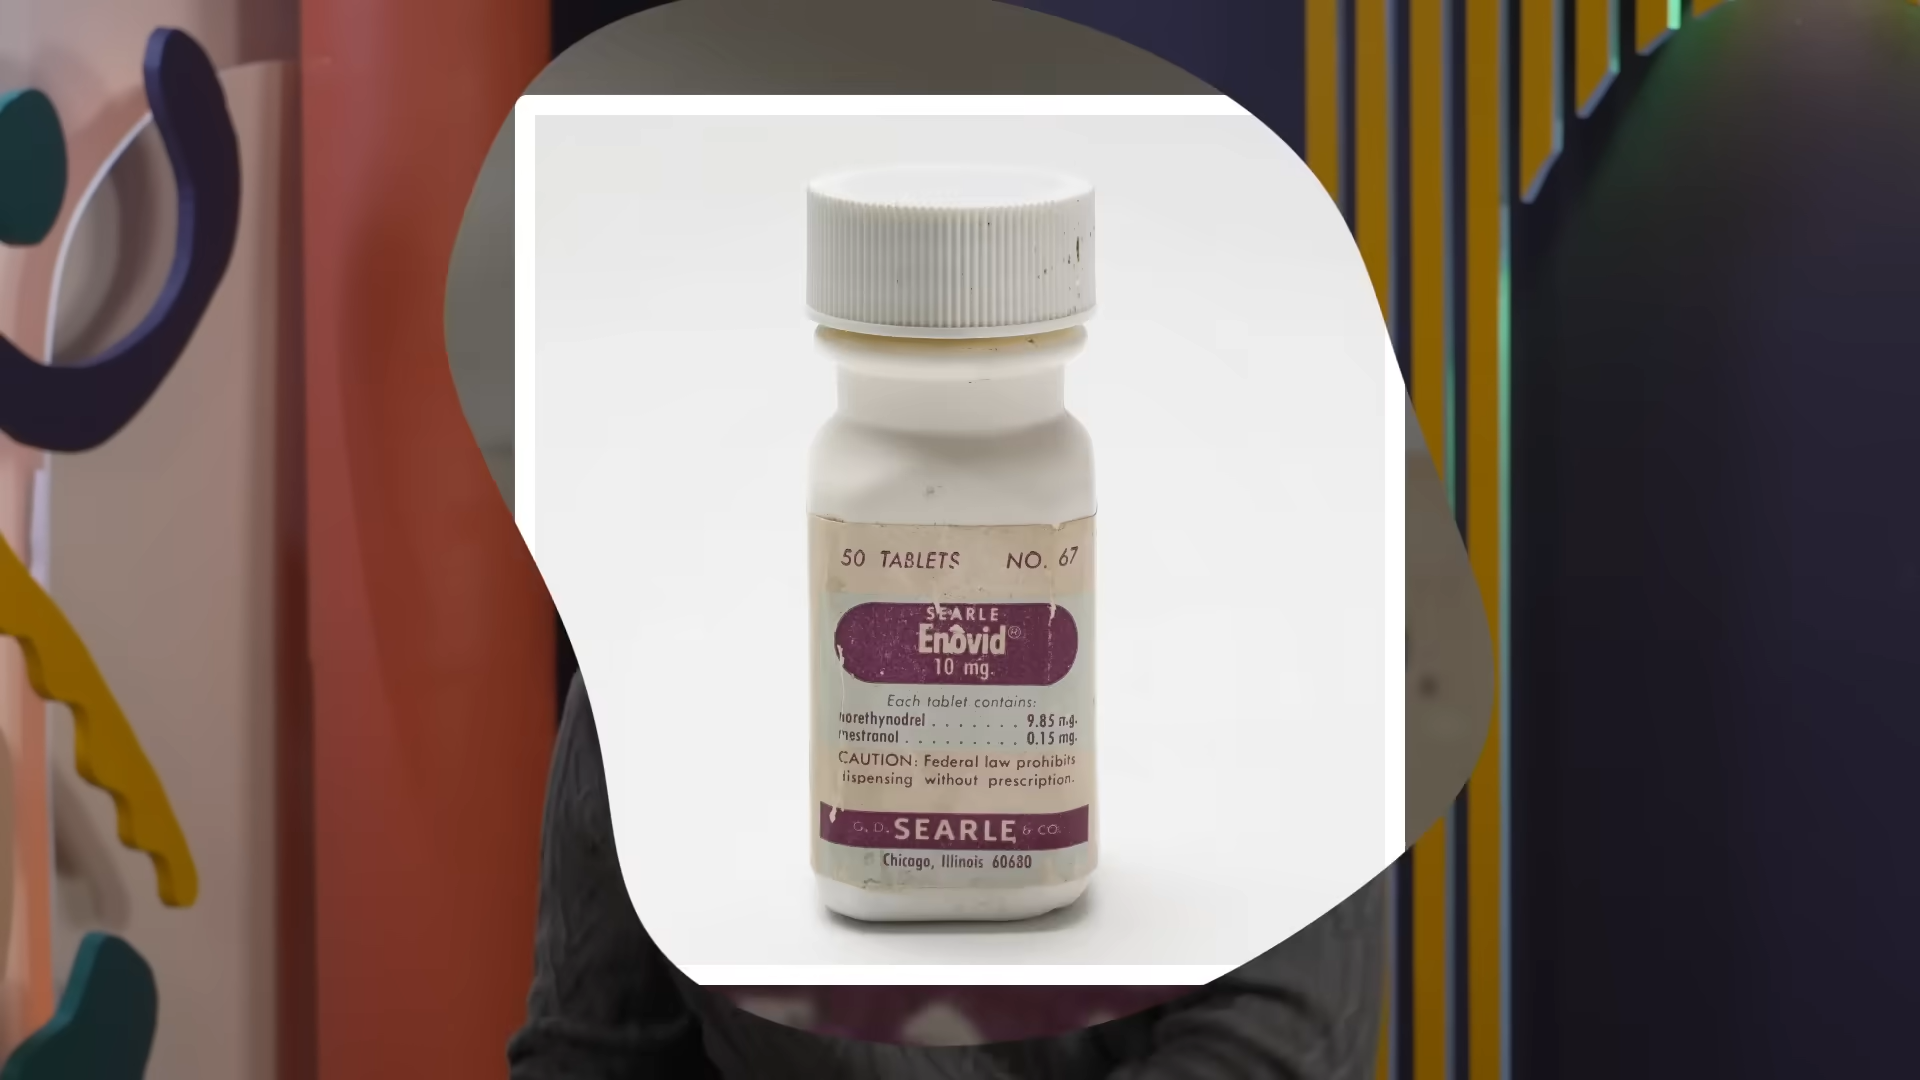 50 TABLETS NO. 67
SEARLE
Enovid®
10 mg.
Each tablet contains:
norethynodrel . . . . . . . 9.85 mg.
mestranol . . . . . . . . . 0.15 mg.
CAUTION: Federal law prohibits
dispensing without prescription.
G. D. SEARLE & CO.
Chicago, Illinois 60680